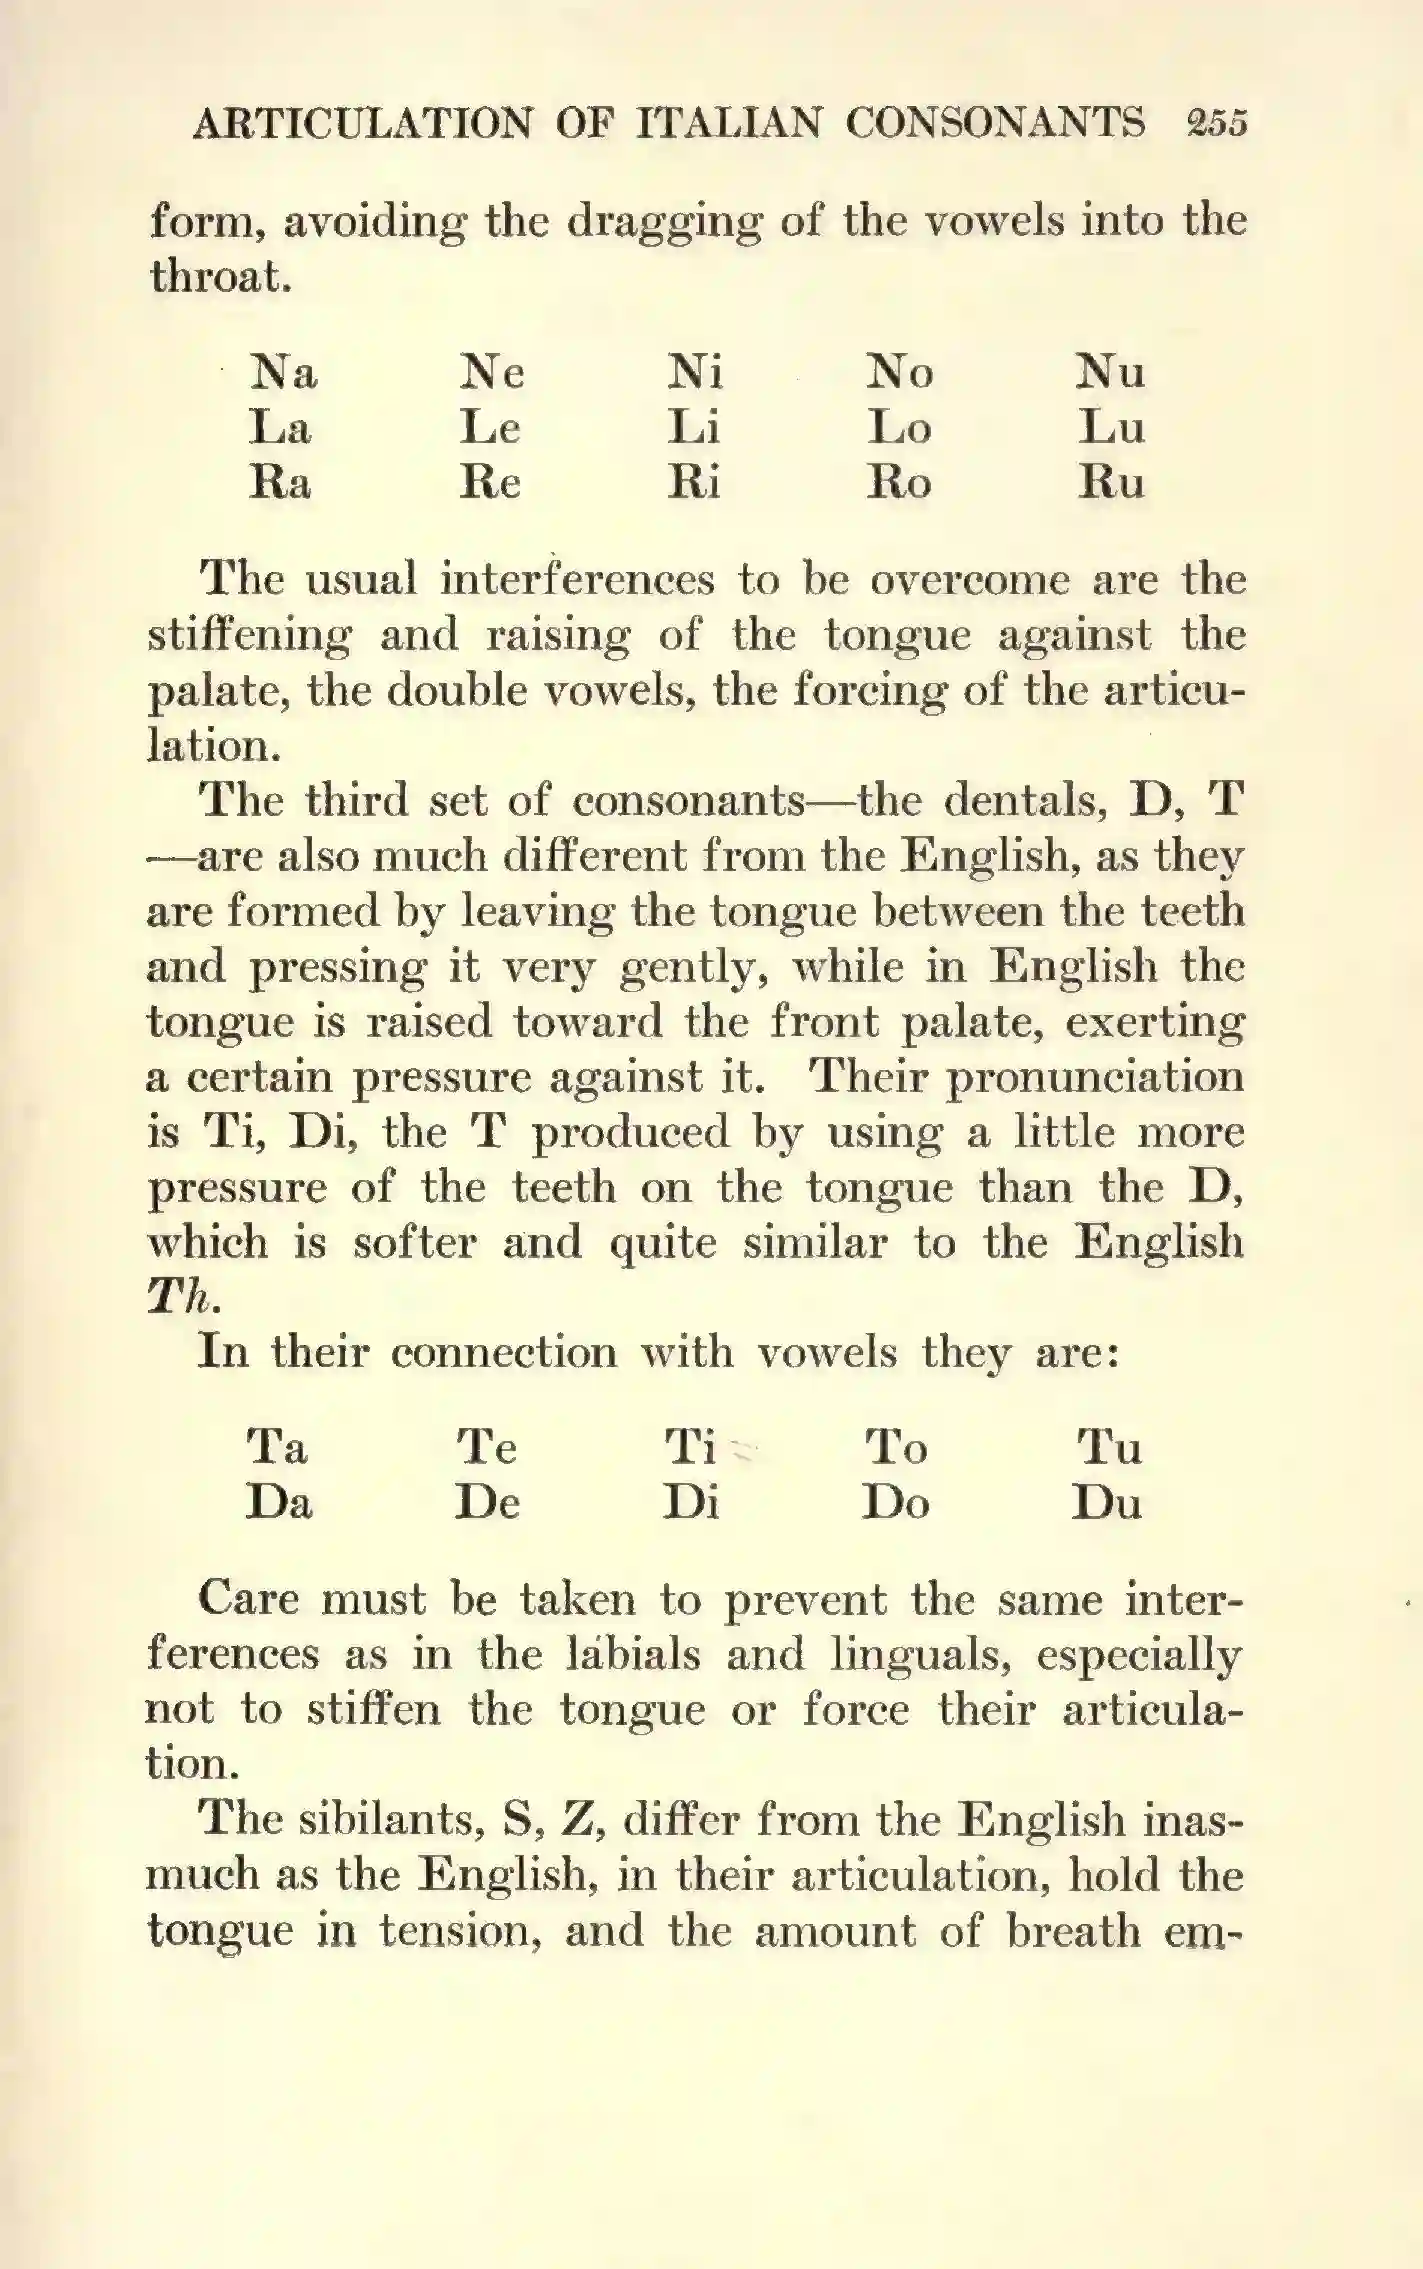 ARTICULATION OF ITALIAN CONSONANTS 255
form, avoiding the dragging of the vowels into the
throat.
Na Ne Ni No Nu
La Le Li Lo Lu
Ra Re Ri Ro Ru
The usual interferences to be overcome are the
stiffening and raising of the tongue against the
palate, the double vowels, the forcing of the articu-
lation.
The third set of consonants—the dentals, D, T
—are also much different from the English, as they
are formed by leaving the tongue between the teeth
and pressing it very gently, while in English the
tongue is raised toward the front palate, exerting
a certain pressure against it. Their pronunciation
is Ti, Di, the T produced by using a little more
pressure of the teeth on the tongue than the D,
which is softer and quite similar to the English
Th.
In their connection with vowels they are:
Ta Te Ti To Tu
Da De Di Do Du
Care must be taken to prevent the same inter-
ferences as in the labials and linguals, especially
not to stiffen the tongue or force their articula-
tion.
The sibilants, S, Z, differ from the English inas-
much as the English, in their articulation, hold the
tongue in tension, and the amount of breath em-